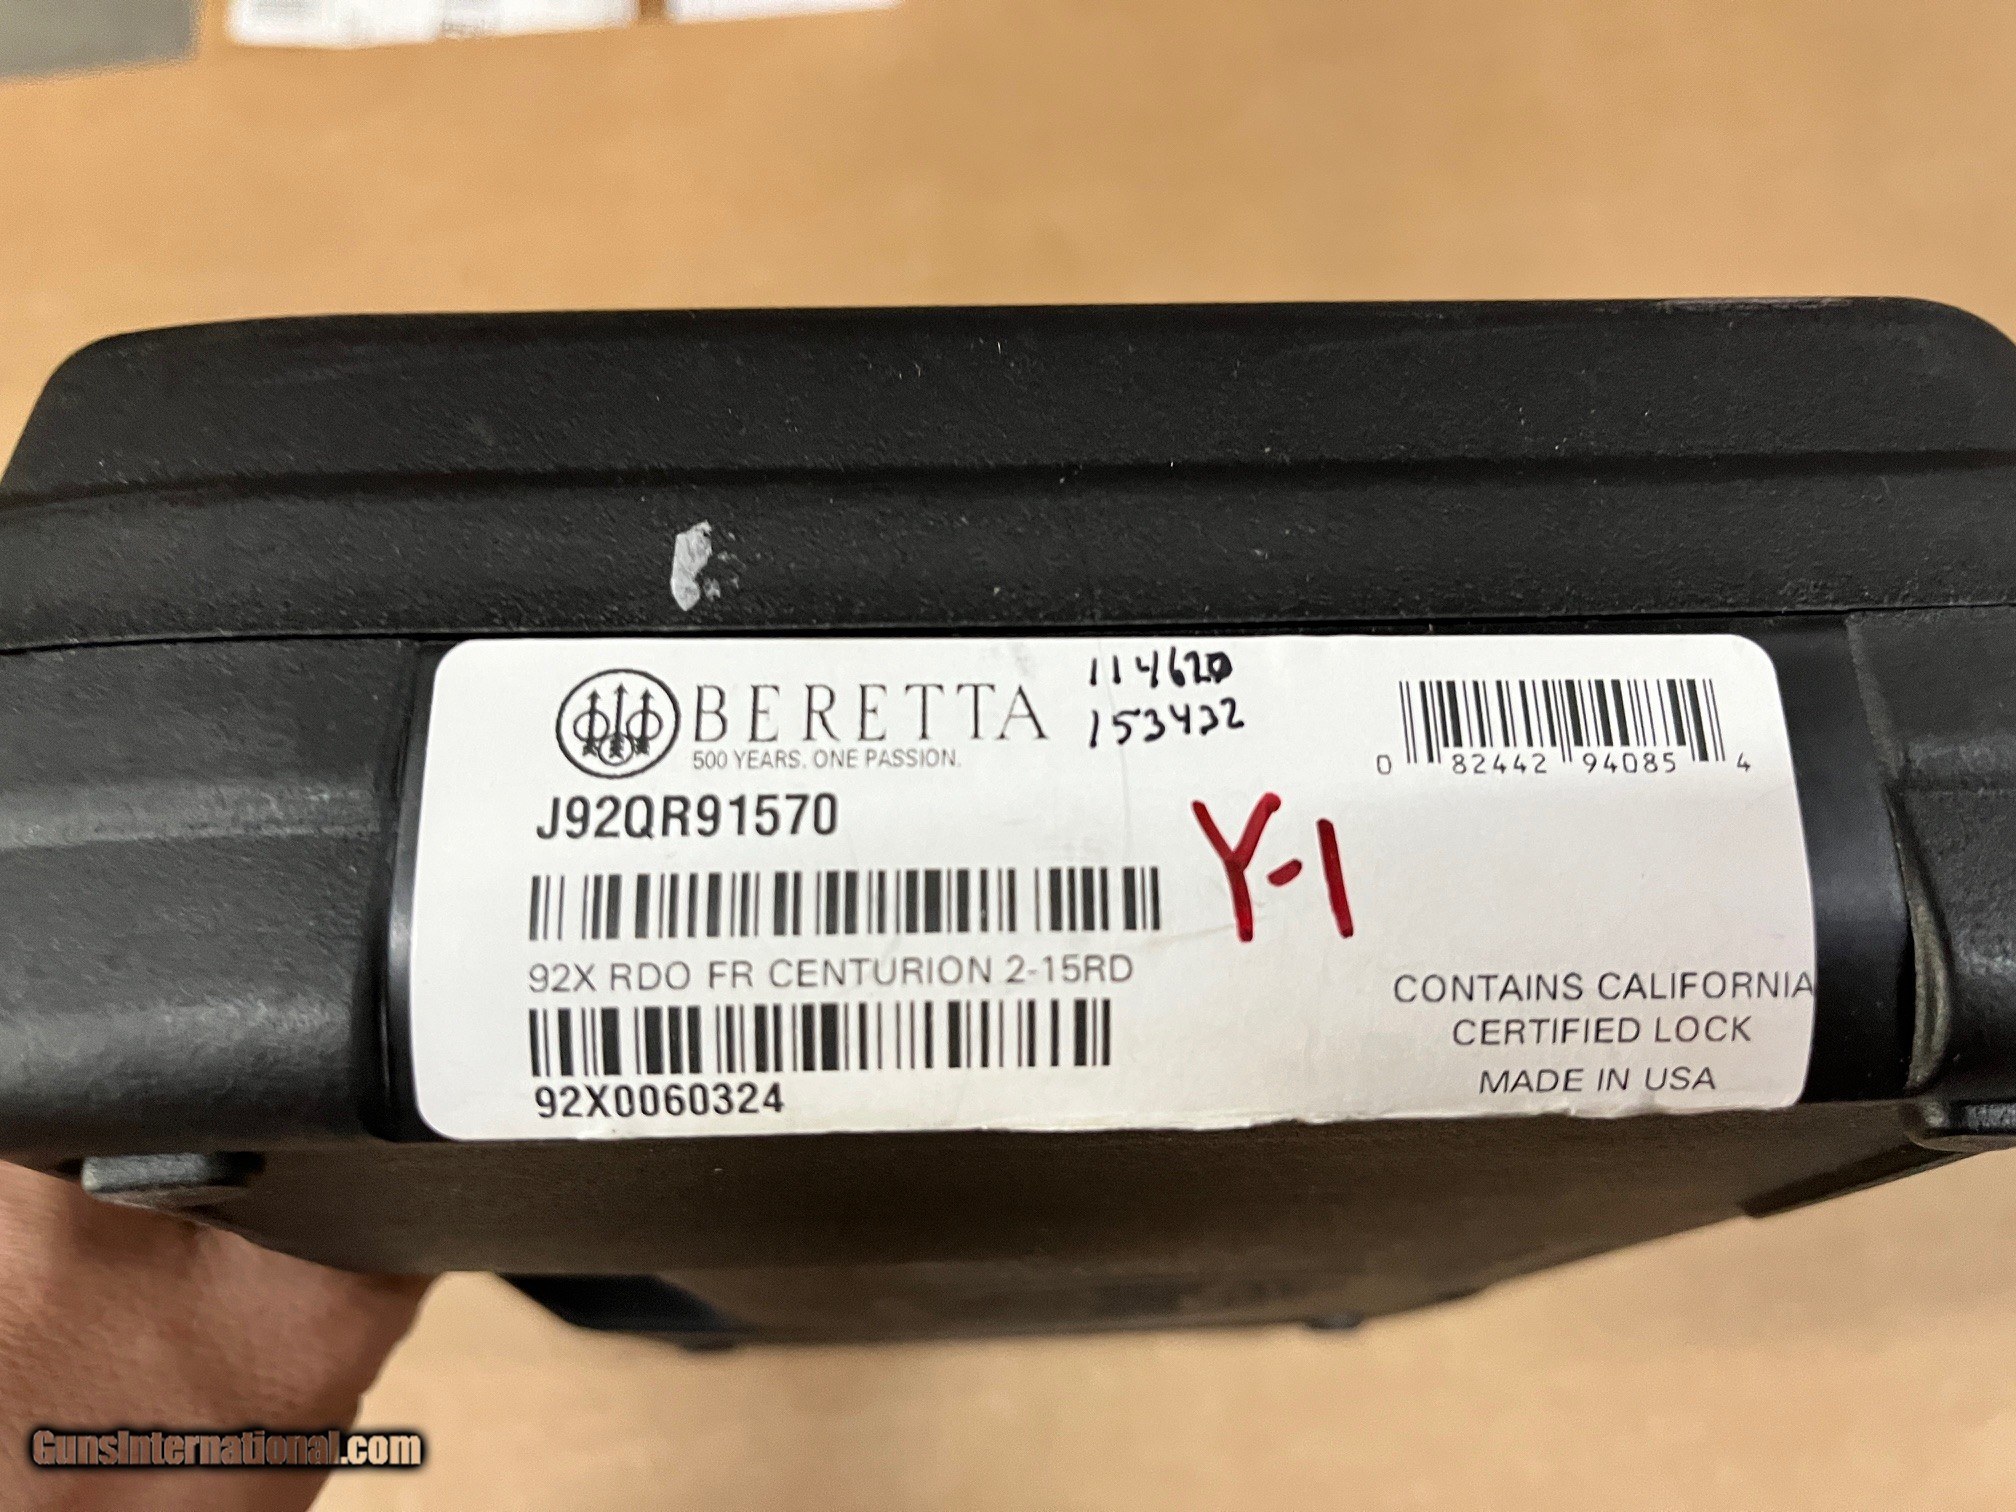 BERETTA
500 YEARS. ONE PASSION.
114620
153432
0 82442 94085 4
J92QR91570
Y-1
92X RDO FR CENTURION 2-15RD
92X0060324
CONTAINS CALIFORNIA
CERTIFIED LOCK
MADE IN USA
GunsInternational.com